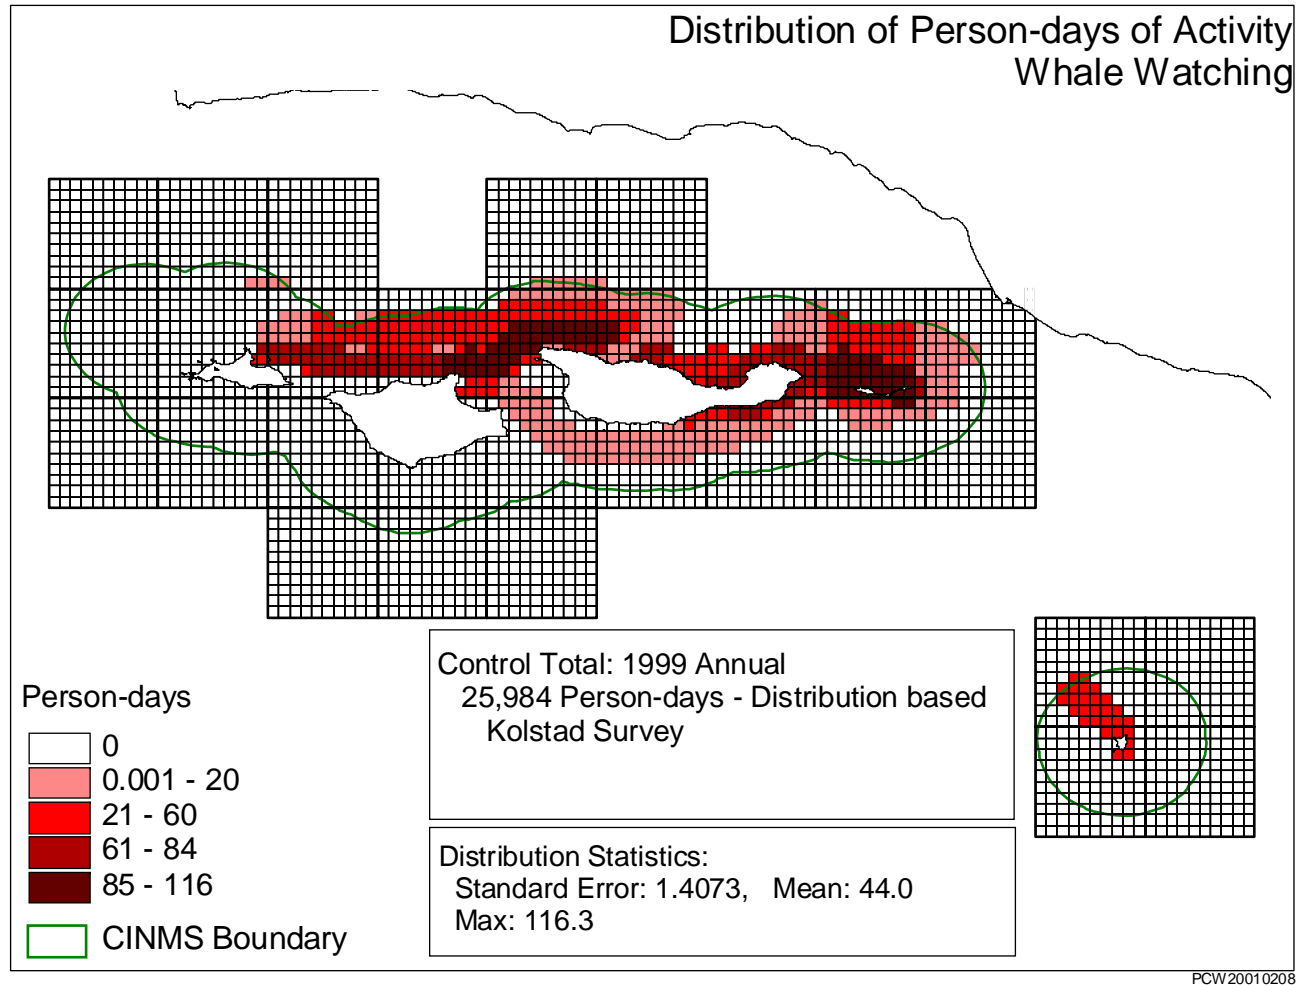 Distribution of Person-days of Activity
Whale Watching
Control Total: 1999 Annual
25,984 Person-days - Distribution based
Kolstad Survey
Person-days
0
0.001 - 20
21 - 60
61 - 84
85 - 116
CINMS Boundary
Distribution Statistics:
Standard Error: 1.4073, Mean: 44.0
Max: 116.3
PCW20010208